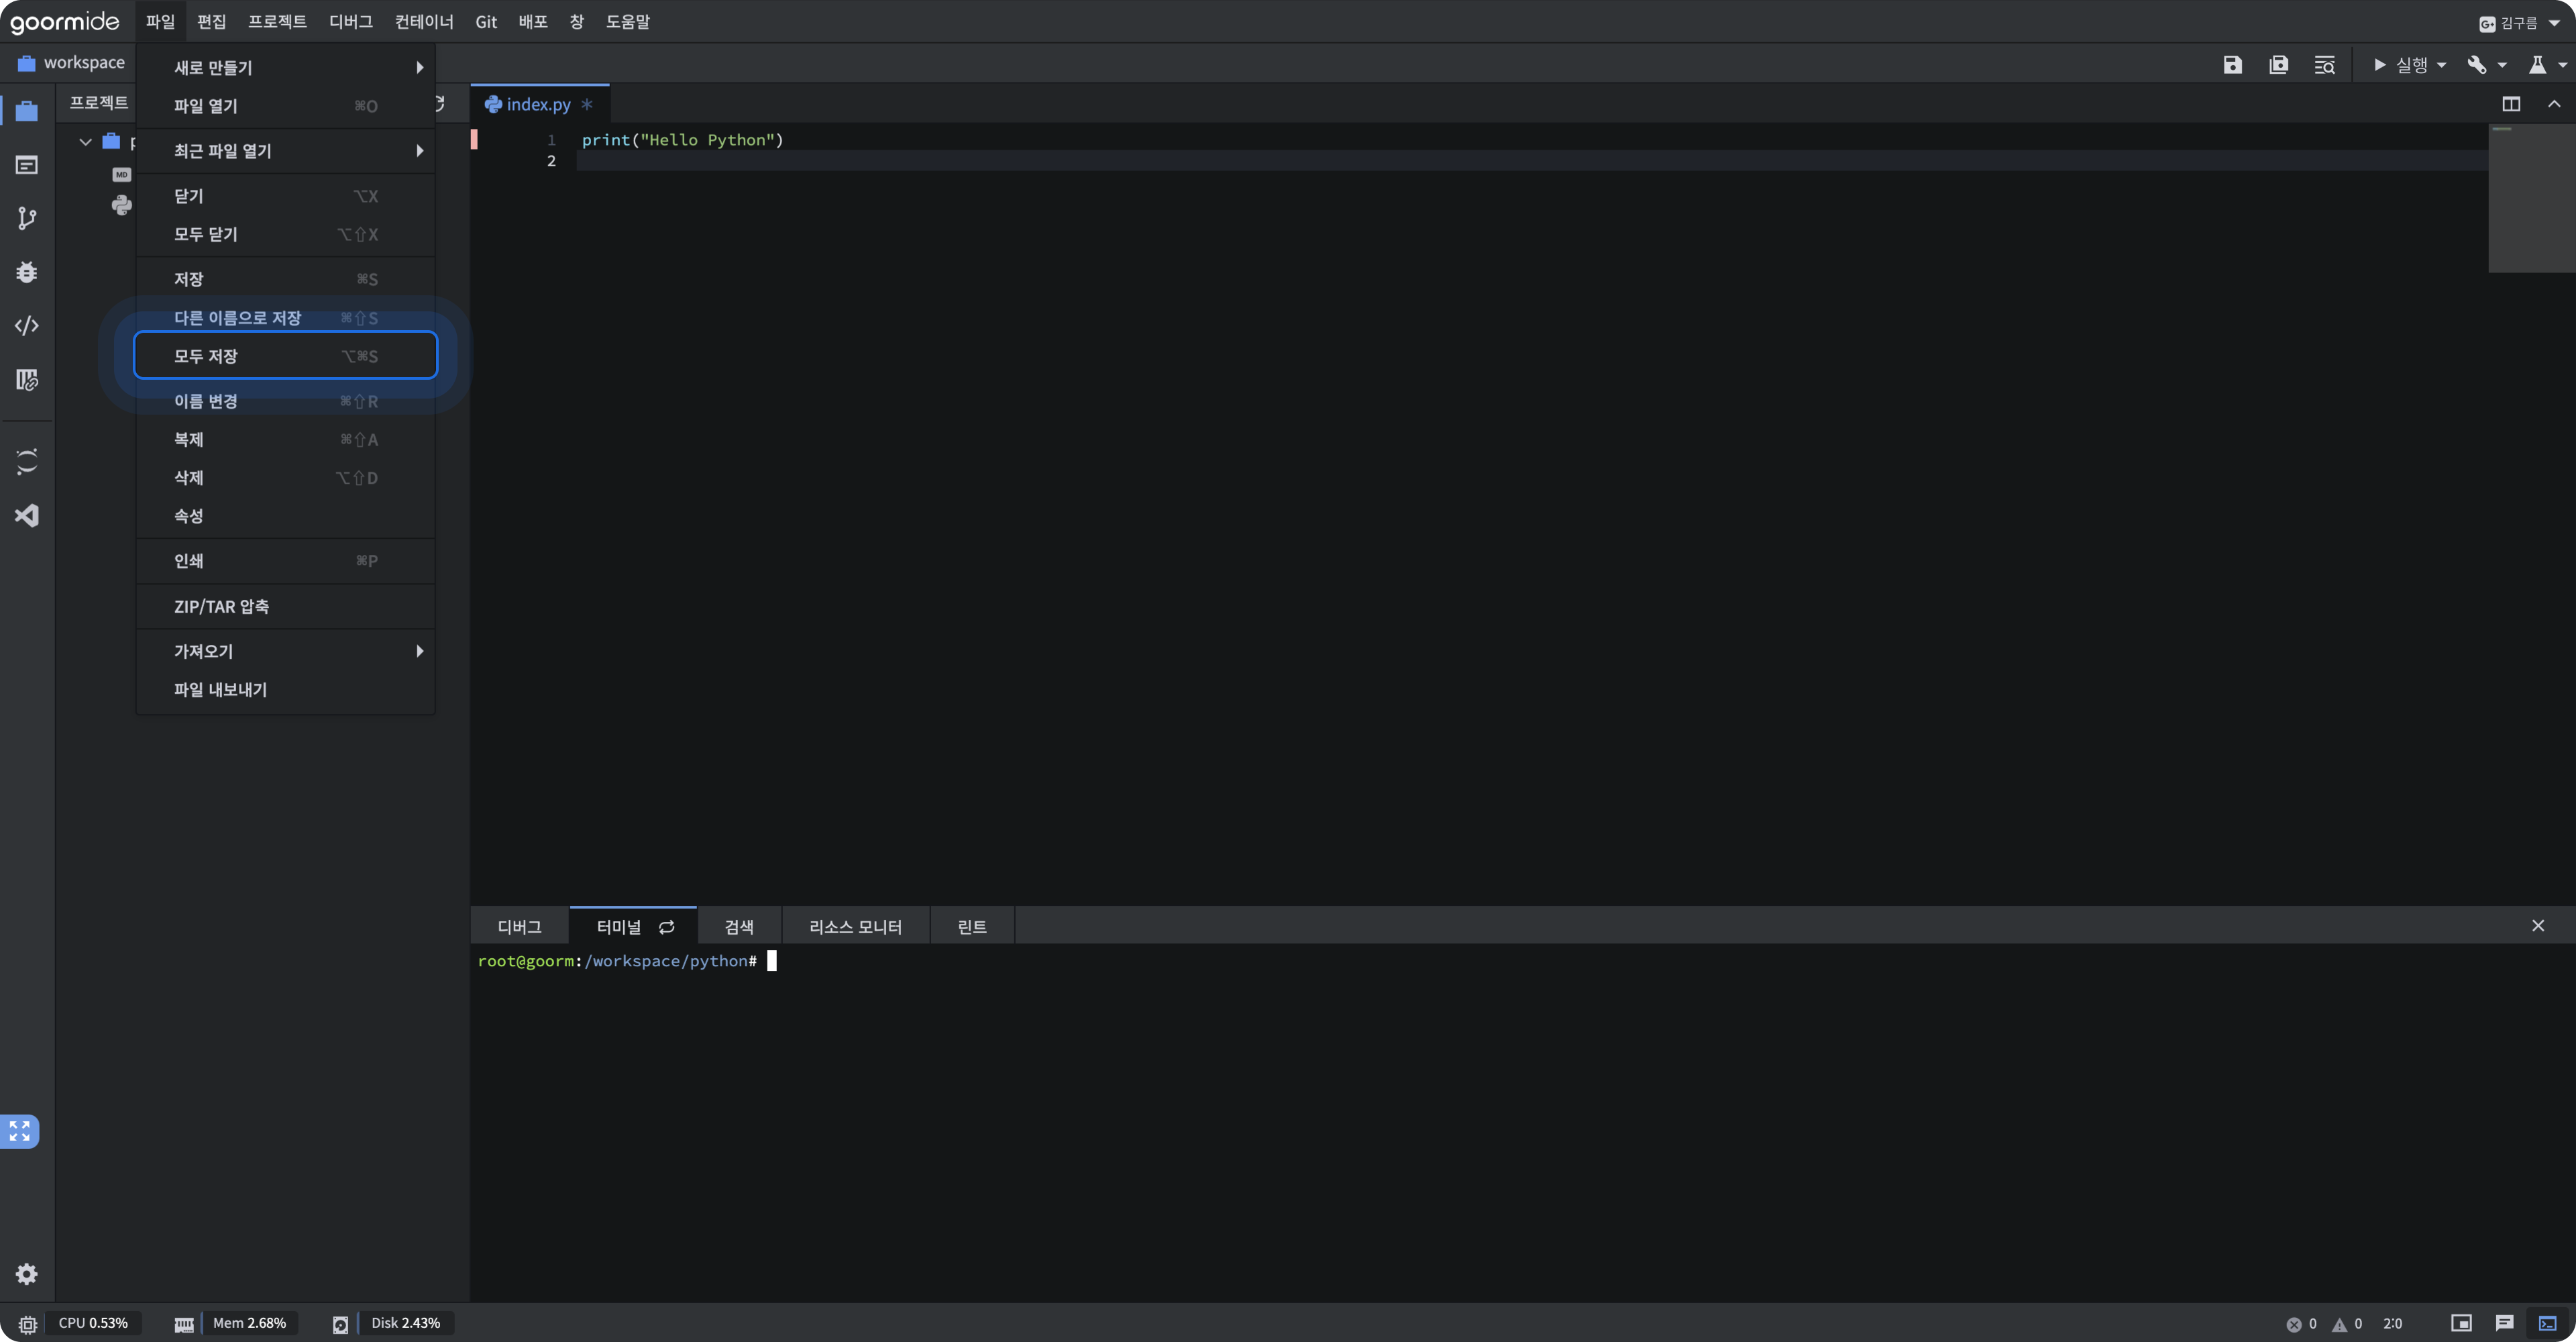 goormide 파일 편집 프로젝트 디버그 컨테이너 Git 배포 창 도움말 G+ 김구름
workspace 실행
프로젝트
새로 만들기
파일 열기 ⌘O
최근 파일 열기
닫기 ⌥X
모두 닫기 ⌥⇧X
저장 ⌘S
다른 이름으로 저장 ⌘⇧S
모두 저장 ⌥⌘S
이름 변경 ⌘⇧R
복제 ⌘⇧A
삭제 ⌥⇧D
속성
인쇄 ⌘P
ZIP/TAR 압축
가져오기
파일 내보내기
MD
index.py *
1 print("Hello Python")
2
디버그 터미널 검색 리소스 모니터 린트
root@goorm:/workspace/python#
CPU 0.53% Mem 2.68% Disk 2.43% 0 0 2:0